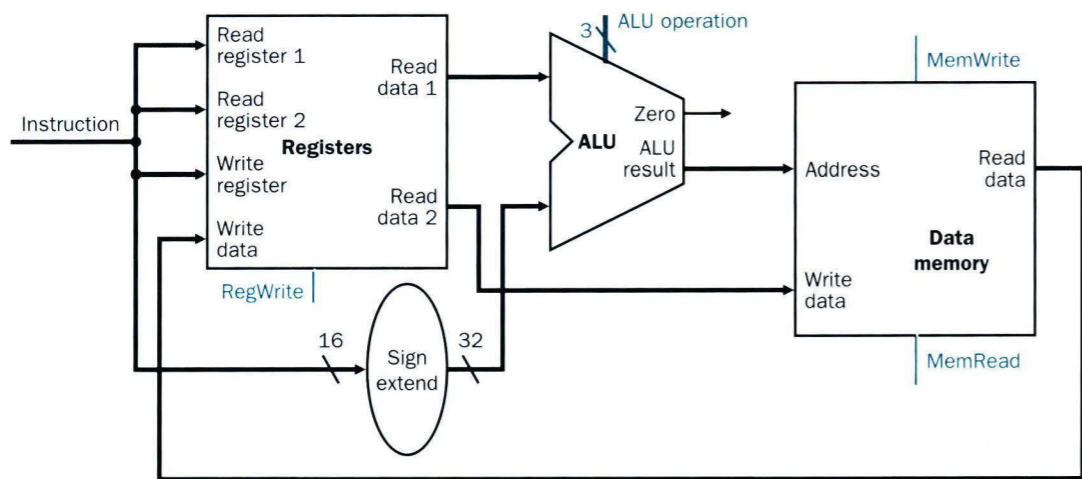 Instruction
Read
register 1
Read
register 2
Registers
Write
register
Write
data
Read
data 1
Read
data 2
RegWrite
16
Sign
extend
32
3
ALU operation
Zero
ALU
ALU
result
MemWrite
Address
Read
data
Data
memory
Write
data
MemRead